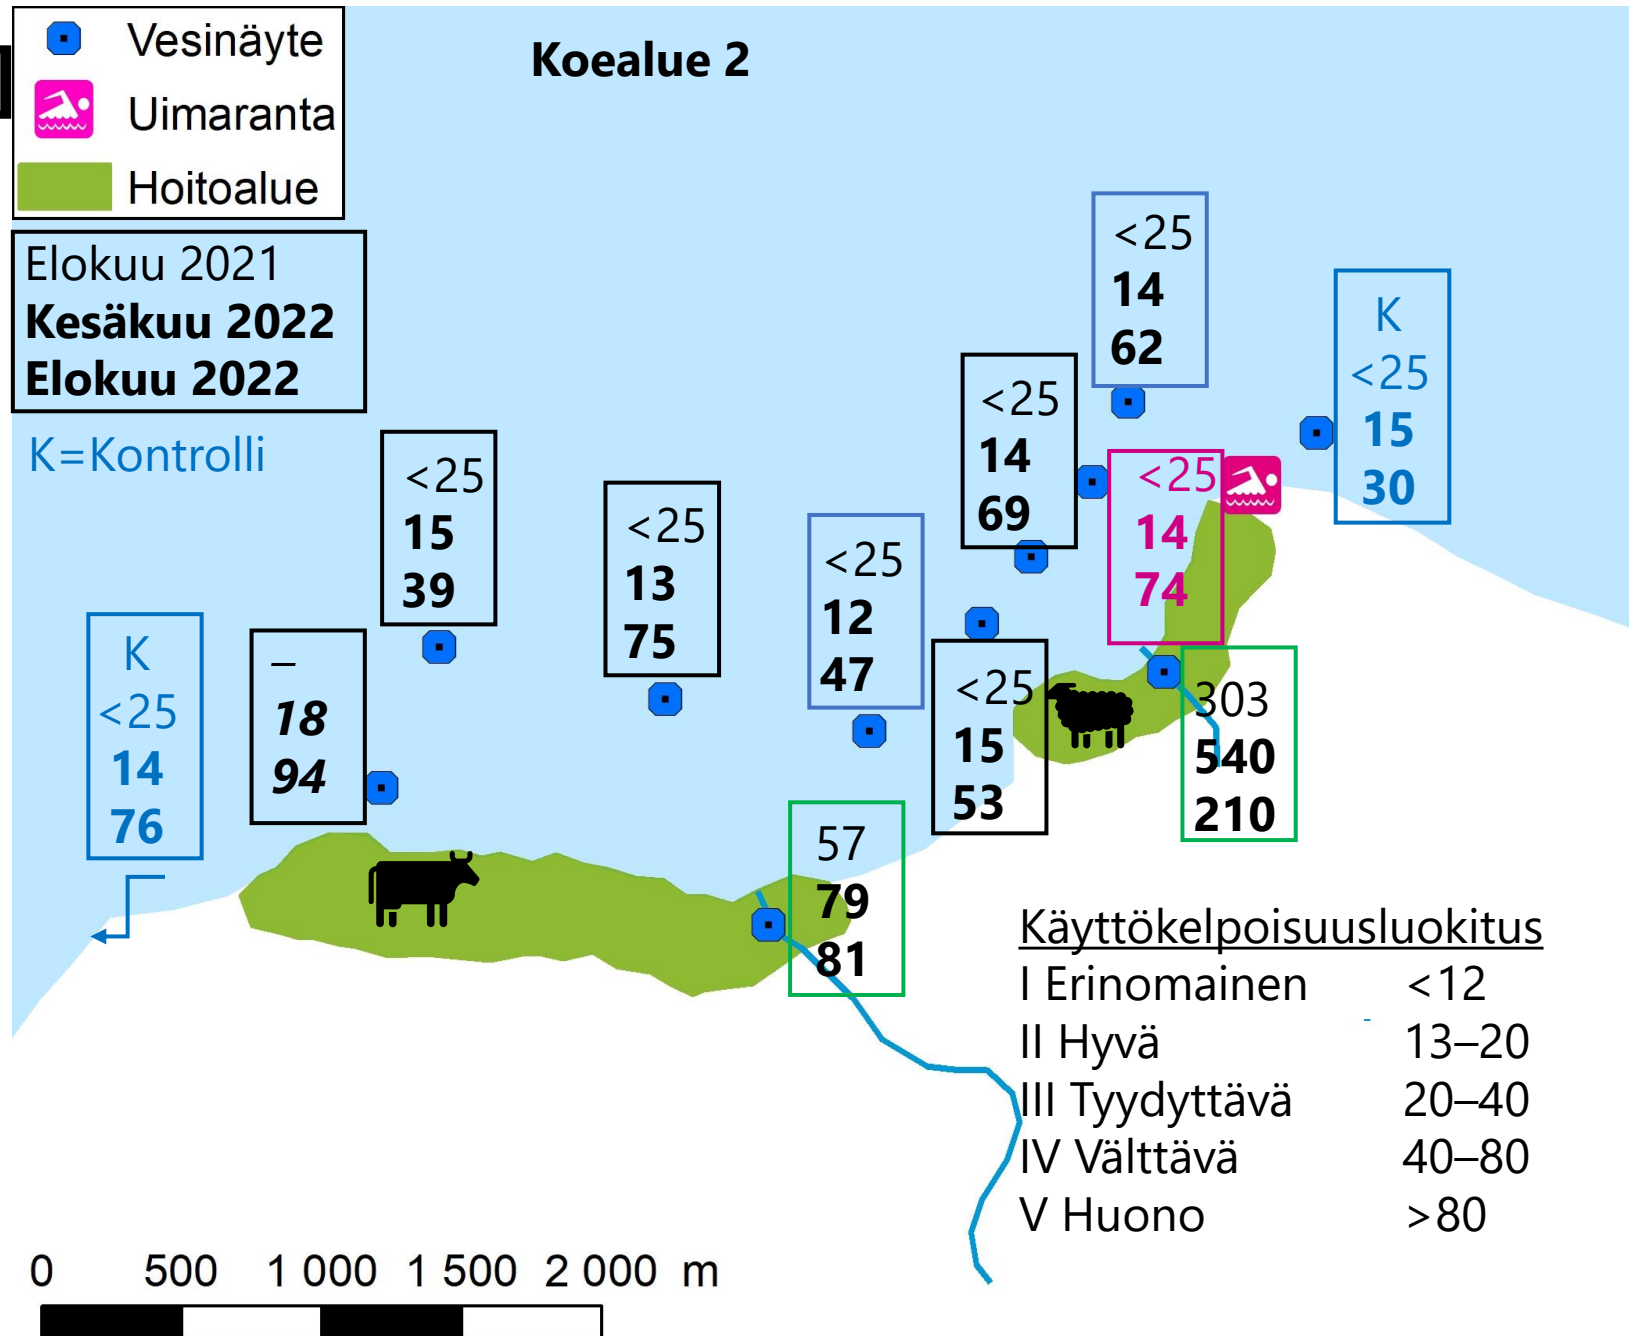 Vesinäyte
Uimaranta
Hoitoalue
Koealue 2
Elokuu 2021
Kesäkuu 2022
Elokuu 2022
K=Kontrolli
<25
14
62
K
<25
15
30
<25
14
69
<25
14
74
<25
15
39
<25
13
75
<25
12
47
K
<25
14
76
–
18
94
<25
15
53
303
540
210
57
79
81
Käyttökelpoisuusluokitus
I Erinomainen <12
II Hyvä 13–20
III Tyydyttävä 20–40
IV Välttävä 40–80
V Huono >80
0 500 1 000 1 500 2 000 m